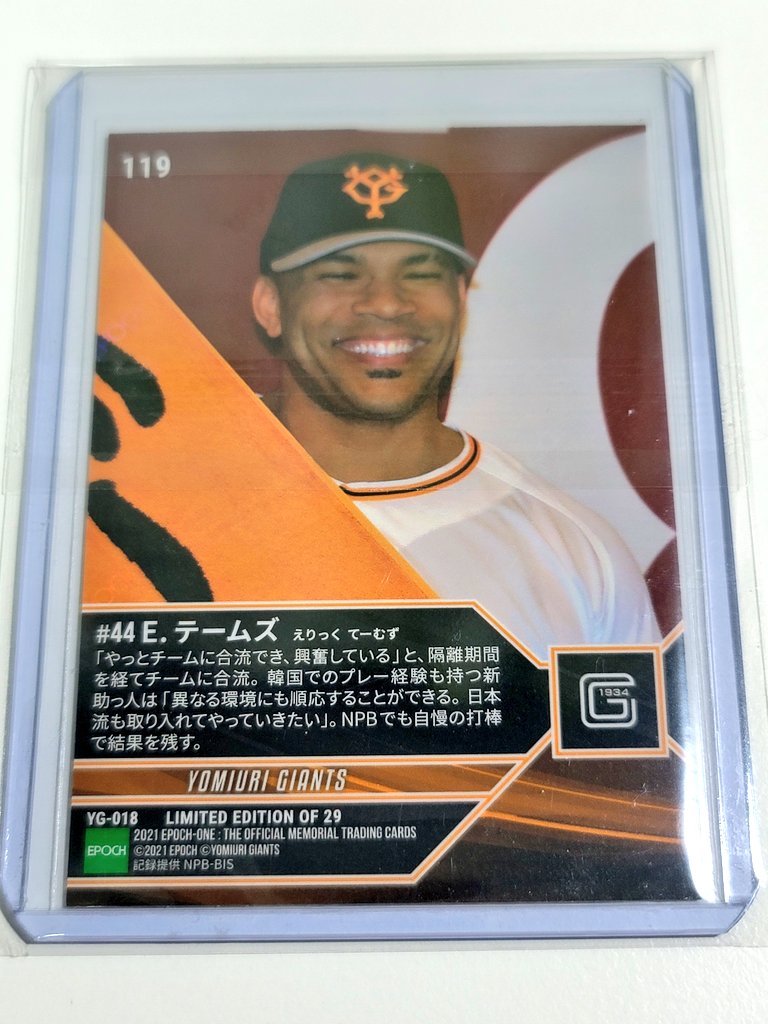 119
YG
#44 E. テームズ えりっく てーむず
「やっとチームに合流でき、興奮している」と、隔離期間
を経てチームに合流。韓国でのプレー経験も持つ新
助っ人は「異なる環境にも順応することができる。日本
流も取り入れてやっていきたい」。NPBでも自慢の打棒
で結果を残す。
G 1934
YOMIURI GIANTS
YG-018 LIMITED EDITION OF 29
EPOCH
2021 EPOCH-ONE : THE OFFICIAL MEMORIAL TRADING CARDS
©2021 EPOCH ©YOMIURI GIANTS
記録提供 NPB-BIS